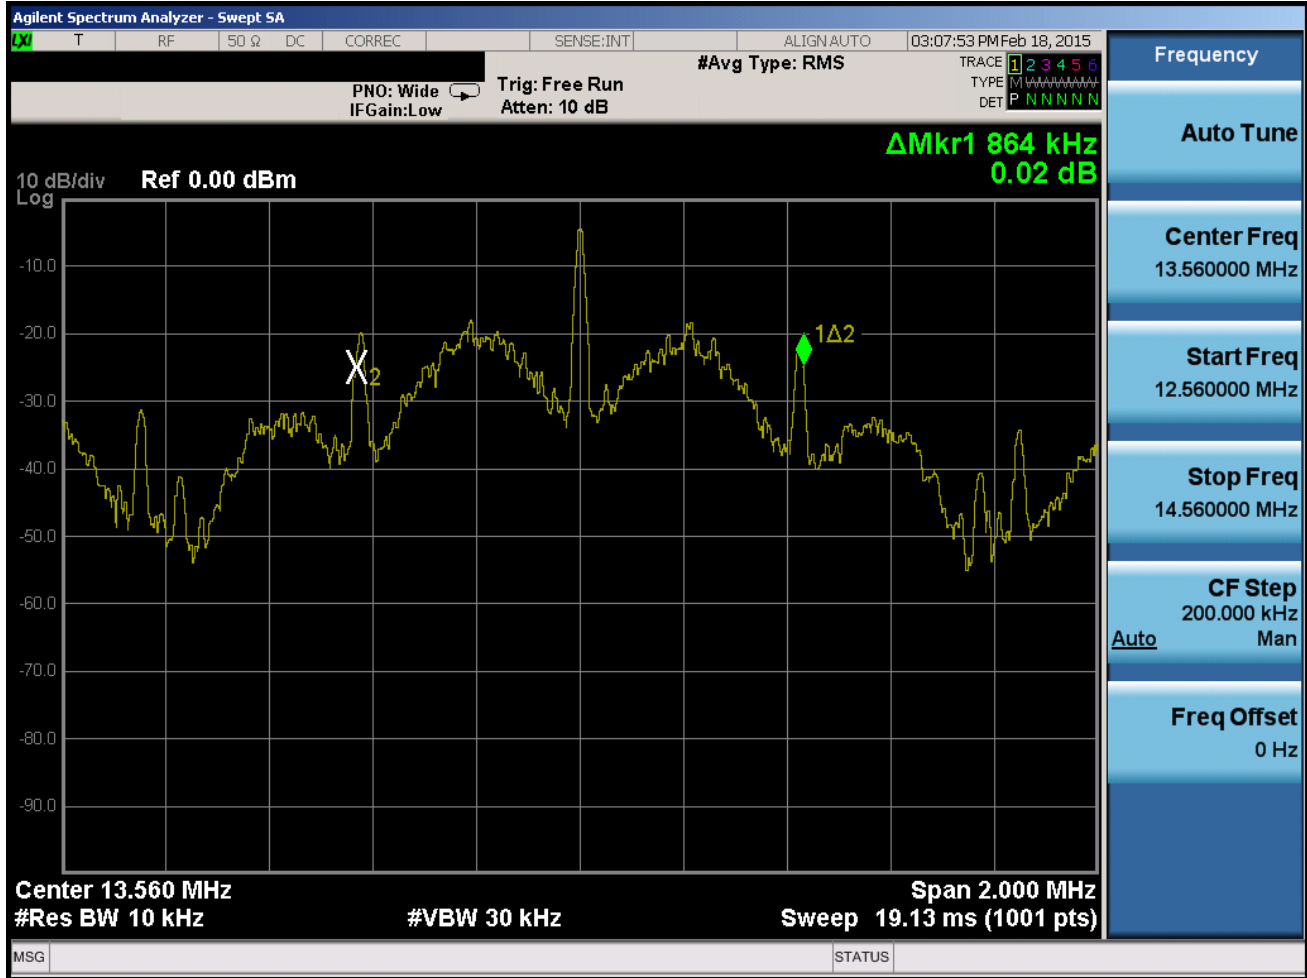 Agilent Spectrum Analyzer - Swept SA
LXI T RF 50 Ω DC CORREC SENSE:INT ALIGN AUTO 03:07:53 PM Feb 18, 2015
#Avg Type: RMS TRACE 1 2 3 4 5 6
PNO: Wide Trig: Free Run TYPE M W W W W W
IFGain:Low Atten: 10 dB DET P N N N N N
ΔMkr1 864 kHz
0.02 dB
10 dB/div Ref 0.00 dBm
Log
-10.0
-20.0
1Δ2
2
-30.0
-40.0
-50.0
-60.0
-70.0
-80.0
-90.0
Center 13.560 MHz Span 2.000 MHz
#Res BW 10 kHz #VBW 30 kHz Sweep 19.13 ms (1001 pts)
MSG STATUS
Frequency
Auto Tune
Center Freq
13.560000 MHz
Start Freq
12.560000 MHz
Stop Freq
14.560000 MHz
CF Step
200.000 kHz
Auto Man
Freq Offset
0 Hz